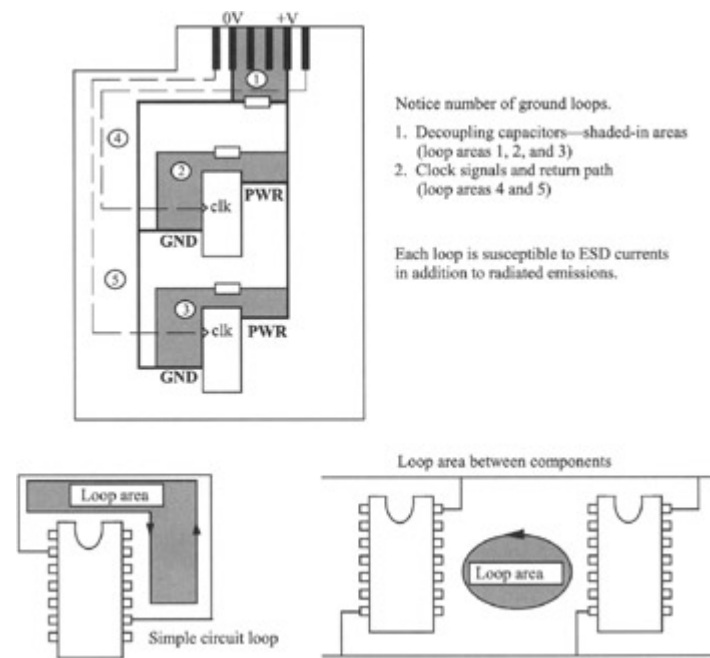 0V +V
1
Notice number of ground loops.
1. Decoupling capacitors—shaded-in areas
(loop areas 1, 2, and 3)
2. Clock signals and return path
(loop areas 4 and 5)
4
2
PWR
clk
GND
Each loop is susceptible to ESD currents
in addition to radiated emissions.
5
3
clk PWR
GND
Loop area between components
Loop area
Loop area
Simple circuit loop